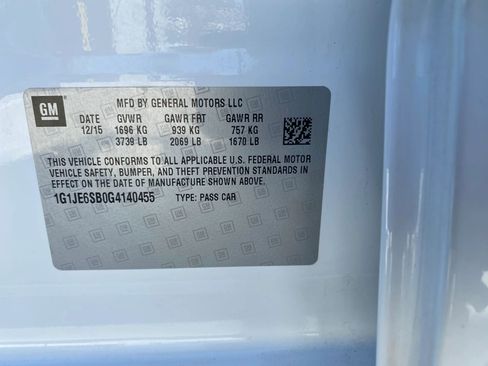 GM
MFD BY GENERAL MOTORS LLC
DATE GVWR GAWR FRT GAWR RR
12/15 1696 KG 939 KG 757 KG
3739 LB 2069 LB 1670 LB
THIS VEHICLE CONFORMS TO ALL APPLICABLE U.S. FEDERAL MOTOR
VEHICLE SAFETY, BUMPER, AND THEFT PREVENTION STANDARDS IN
EFFECT ON THE DATE OF MANUFACTURE SHOWN ABOVE.
1G1JE6SB0G4140455 TYPE: PASS CAR